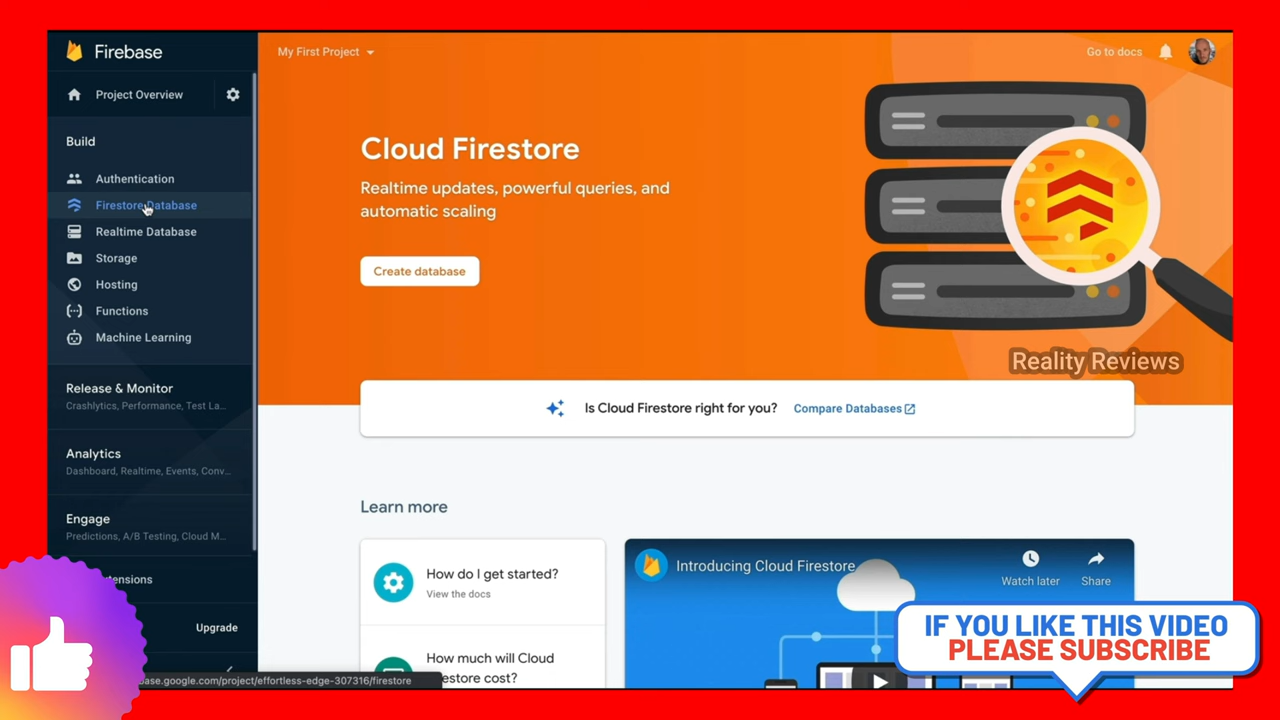 Firebase
My First Project
Go to docs
Project Overview
Build
Authentication
Firestore Database
Realtime Database
Storage
Hosting
Functions
Machine Learning
Release & Monitor
Crashlytics, Performance, Test La...
Analytics
Dashboard, Realtime, Events, Conv...
Engage
Predictions, A/B Testing, Cloud M...
tensions
Upgrade
Cloud Firestore
Realtime updates, powerful queries, and
automatic scaling
Create database
Reality Reviews
Is Cloud Firestore right for you? Compare Databases
Learn more
How do I get started?
View the docs
How much will Cloud
estore cost?
Introducing Cloud Firestore
Watch later
Share
IF YOU LIKE THIS VIDEO
PLEASE SUBSCRIBE
base.google.com/project/effortless-edge-307316/firestore